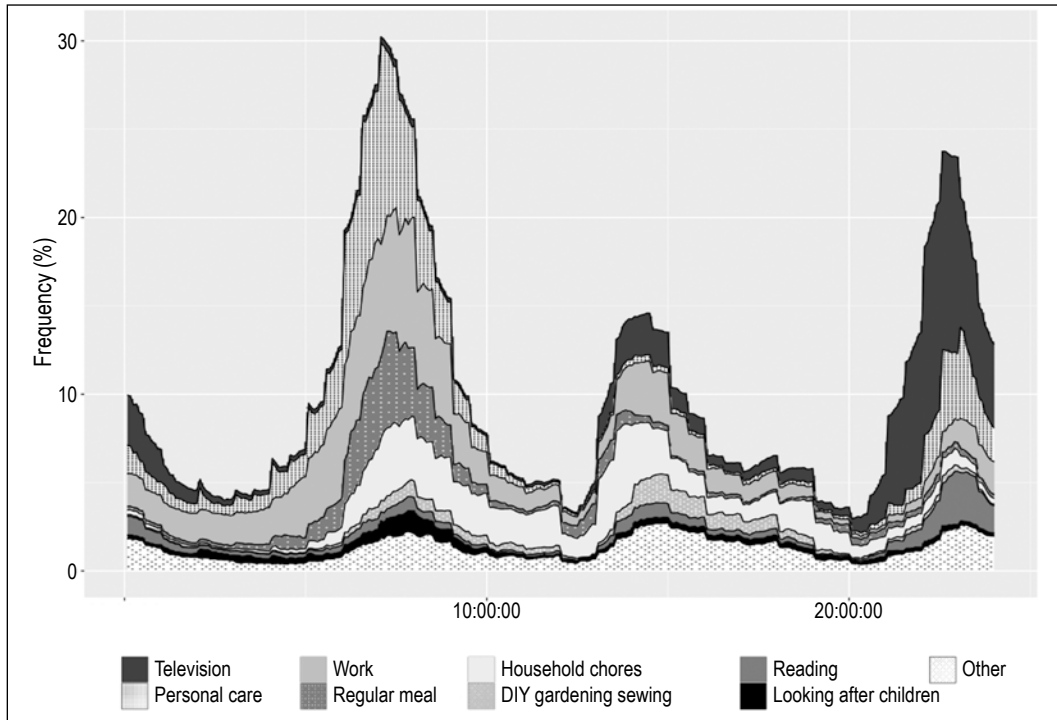 30
20
10
0
Frequency (%)
10:00:00
20:00:00
Television
Work
Household chores
Reading
Other
Personal care
Regular meal
DIY gardening sewing
Looking after children